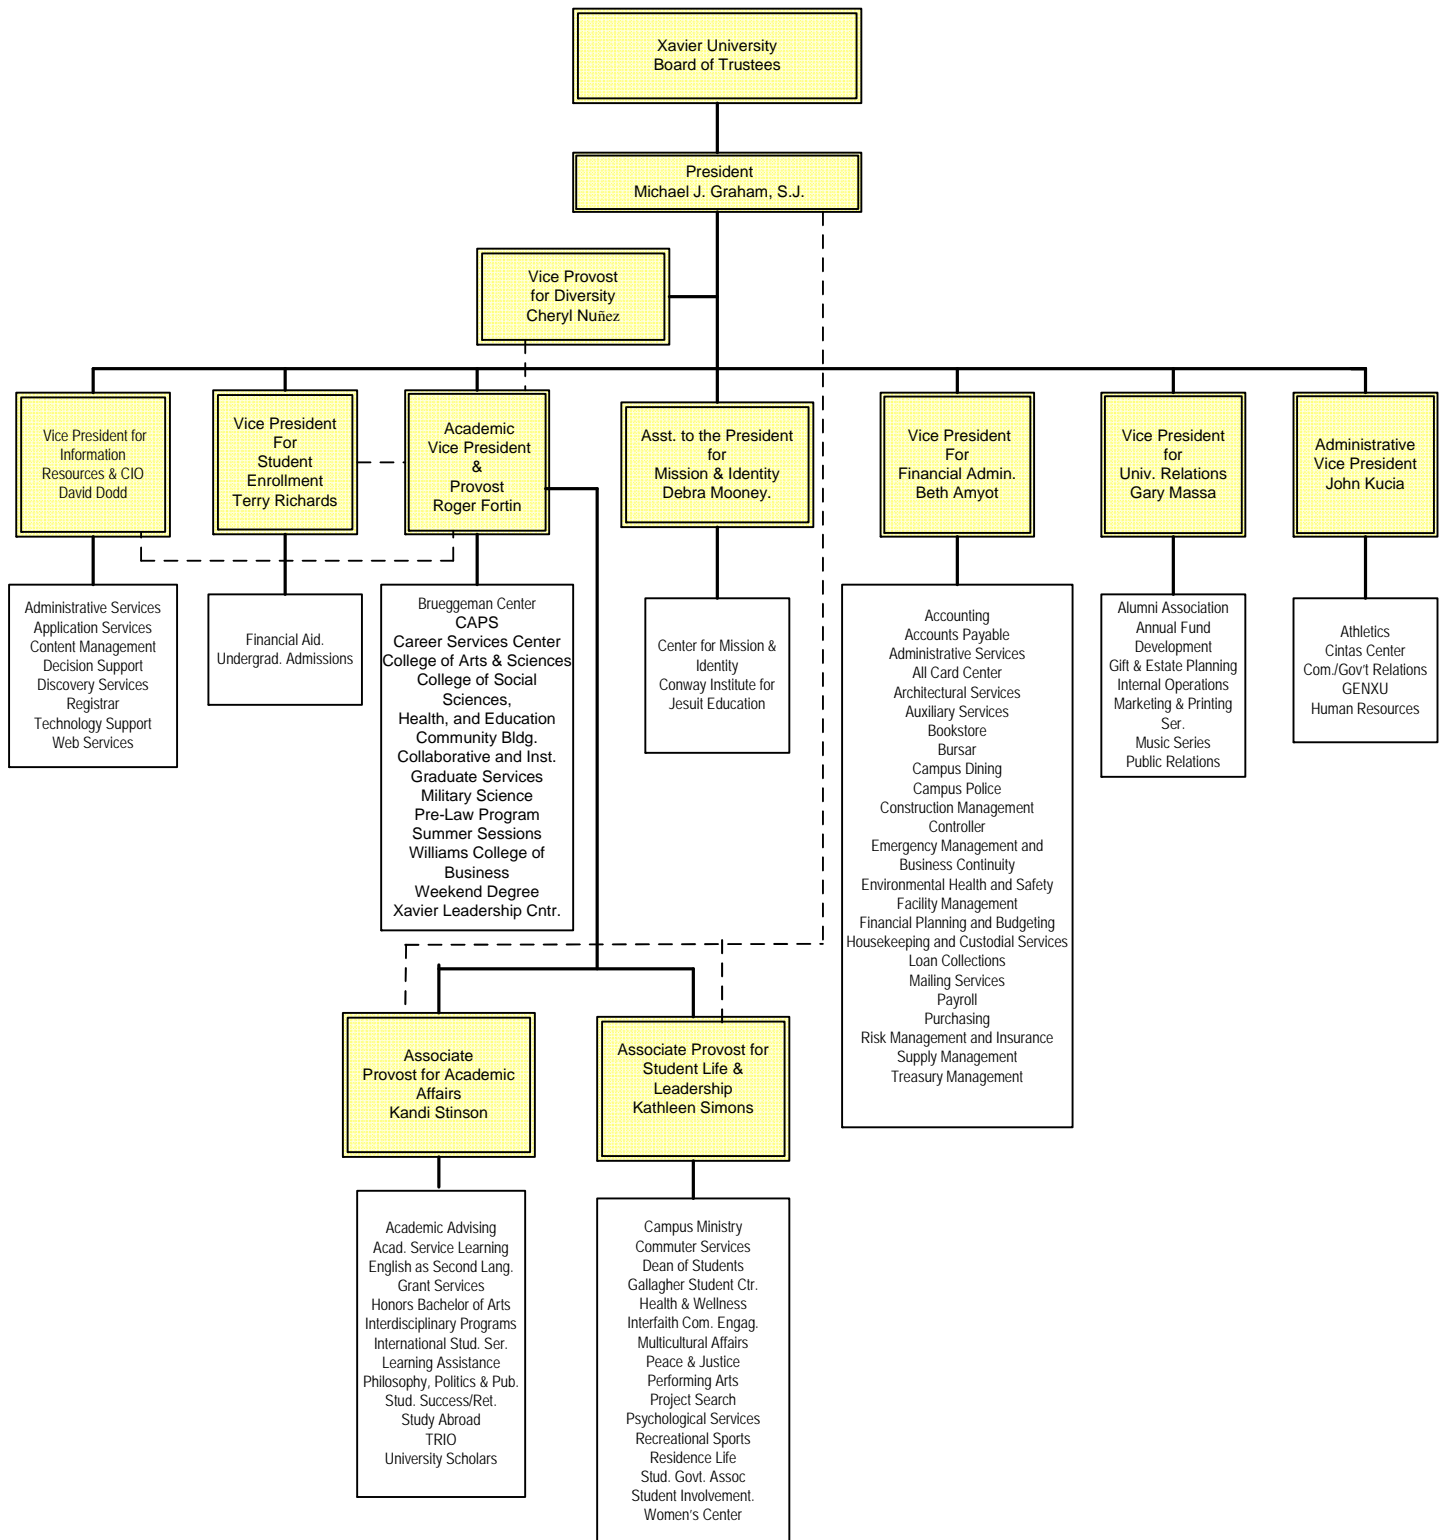 Xavier University
Board of Trustees
President
Michael J. Graham, S.J.
Vice Provost
for Diversity
Cheryl Nuñez
Vice President for
Information
Resources & CIO
David Dodd
Vice President
For
Student
Enrollment
Terry Richards
Academic
Vice President
&
Provost
Roger Fortin
Asst. to the President
for
Mission & Identity
Debra Mooney.
Vice President
For
Financial Admin.
Beth Amyot
Vice President
for
Univ. Relations
Gary Massa
Administrative
Vice President
John Kucia
Administrative Services
Application Services
Content Management
Decision Support
Discovery Services
Registrar
Technology Support
Web Services
Financial Aid.
Undergrad. Admissions
Brueggeman Center
CAPS
Career Services Center
College of Arts & Sciences
College of Social
Sciences,
Health, and Education
Community Bldg.
Collaborative and Inst.
Graduate Services
Military Science
Pre-Law Program
Summer Sessions
Williams College of
Business
Weekend Degree
Xavier Leadership Cntr.
Center for Mission &
Identity
Conway Institute for
Jesuit Education
Accounting
Accounts Payable
Administrative Services
All Card Center
Architectural Services
Auxiliary Services
Bookstore
Bursar
Campus Dining
Campus Police
Construction Management
Controller
Emergency Management and
Business Continuity
Environmental Health and Safety
Facility Management
Financial Planning and Budgeting
Housekeeping and Custodial Services
Loan Collections
Mailing Services
Payroll
Purchasing
Risk Management and Insurance
Supply Management
Treasury Management
Alumni Association
Annual Fund
Development
Gift & Estate Planning
Internal Operations
Marketing & Printing
Ser.
Music Series
Public Relations
Athletics
Cintas Center
Com./Gov't Relations
GENXU
Human Resources
Associate
Provost for Academic
Affairs
Kandi Stinson
Associate Provost for
Student Life &
Leadership
Kathleen Simons
Academic Advising
Acad. Service Learning
English as Second Lang.
Grant Services
Honors Bachelor of Arts
Interdisciplinary Programs
International Stud. Ser.
Learning Assistance
Philosophy, Politics & Pub.
Stud. Success/Ret.
Study Abroad
TRIO
University Scholars
Campus Ministry
Commuter Services
Dean of Students
Gallagher Student Ctr.
Health & Wellness
Interfaith Com. Engag.
Multicultural Affairs
Peace & Justice
Performing Arts
Project Search
Psychological Services
Recreational Sports
Residence Life
Stud. Govt. Assoc
Student Involvement.
Women's Center